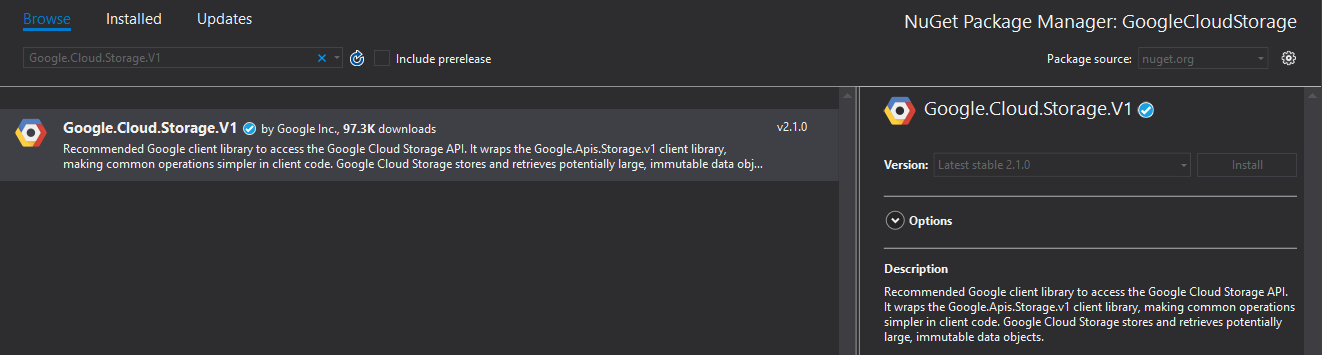 Browse Installed Updates
NuGet Package Manager: GoogleCloudStorage
Google.Cloud.Storage.V1
Include prerelease
Package source: nuget.org
Google.Cloud.Storage.V1 by Google Inc., 97.3K downloads v2.1.0
Recommended Google client library to access the Google Cloud Storage API. It wraps the Google.Apis.Storage.v1 client library,
making common operations simpler in client code. Google Cloud Storage stores and retrieves potentially large, immutable data obj...
Google.Cloud.Storage.V1
Version: Latest stable 2.1.0 Install
Options
Description
Recommended Google client library to access the Google Cloud Storage API.
It wraps the Google.Apis.Storage.v1 client library, making common operations
simpler in client code. Google Cloud Storage stores and retrieves potentially
large, immutable data objects.